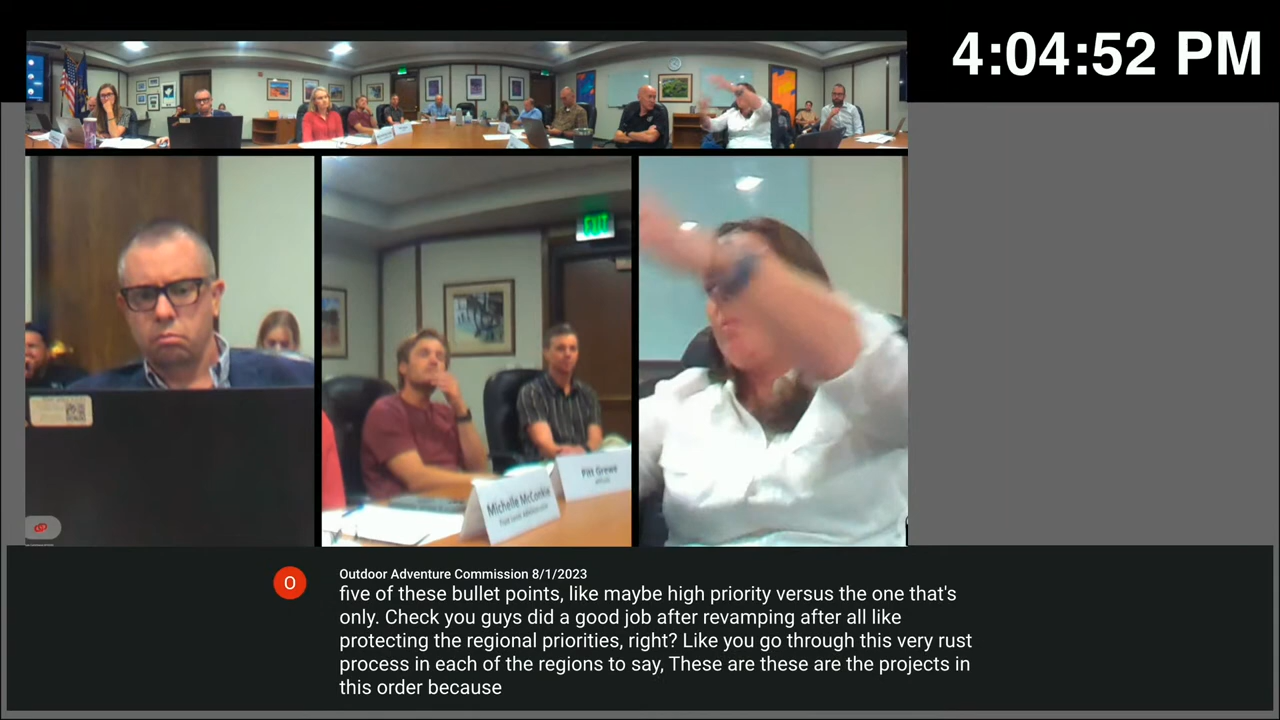 4:04:52 PM
EXIT
Michelle McConkie
Pitt Grewe
O
Outdoor Adventure Commission 8/1/2023
five of these bullet points, like maybe high priority versus the one that's
only. Check you guys did a good job after revamping after all like
protecting the regional priorities, right? Like you go through this very rust
process in each of the regions to say, These are these are the projects in
this order because